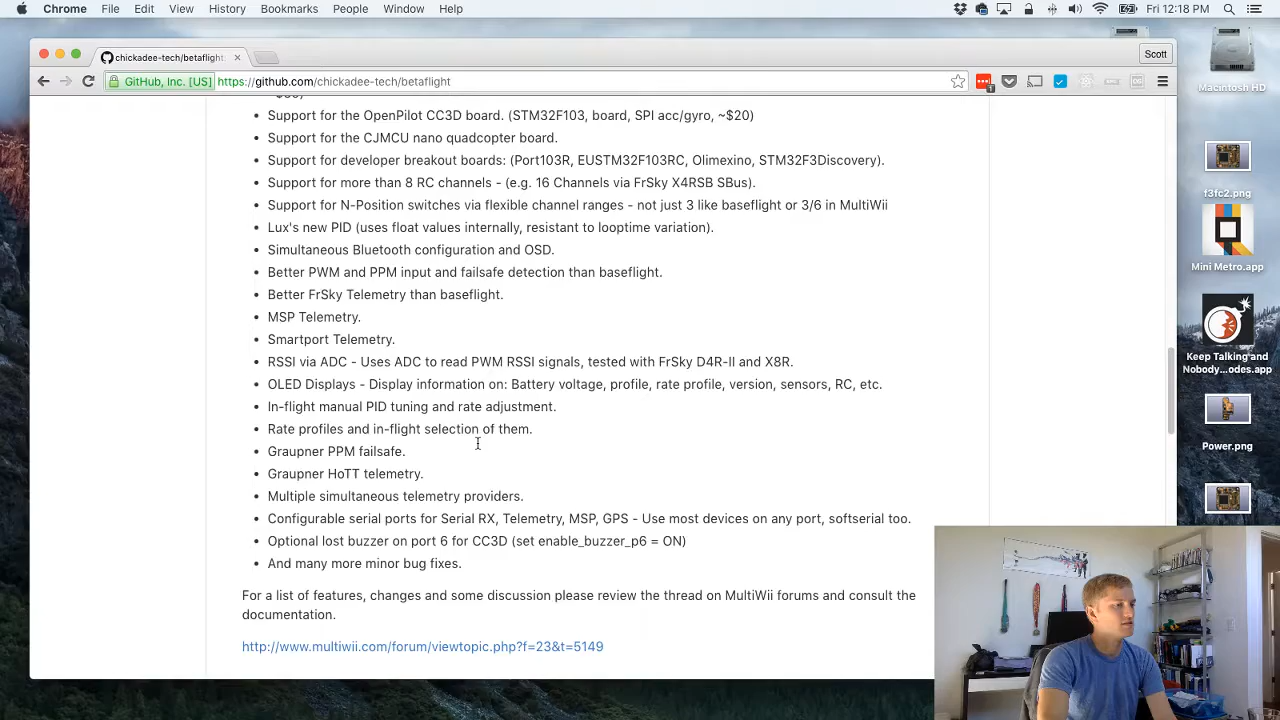 Chrome File Edit View History Bookmarks People Window Help Fri 12:18 PM
chickadee-tech/betaflight: Scott
GitHub, Inc. [US] https://github.com/chickadee-tech/betaflight
Support for the OpenPilot CC3D board. (STM32F103, board, SPI acc/gyro, ~$20)
Support for the CJMCU nano quadcopter board.
Support for developer breakout boards: (Port103R, EUSTM32F103RC, Olimexino, STM32F3Discovery).
Support for more than 8 RC channels - (e.g. 16 Channels via FrSky X4RSB SBus).
Support for N-Position switches via flexible channel ranges - not just 3 like baseflight or 3/6 in MultiWii
Lux's new PID (uses float values internally, resistant to looptime variation).
Simultaneous Bluetooth configuration and OSD.
Better PWM and PPM input and failsafe detection than baseflight.
Better FrSky Telemetry than baseflight.
MSP Telemetry.
Smartport Telemetry.
RSSI via ADC - Uses ADC to read PWM RSSI signals, tested with FrSky D4R-II and X8R.
OLED Displays - Display information on: Battery voltage, profile, rate profile, version, sensors, RC, etc.
In-flight manual PID tuning and rate adjustment.
Rate profiles and in-flight selection of them.
Graupner PPM failsafe.
Graupner HoTT telemetry.
Multiple simultaneous telemetry providers.
Configurable serial ports for Serial RX, Telemetry, MSP, GPS - Use most devices on any port, softserial too.
Optional lost buzzer on port 6 for CC3D (set enable_buzzer_p6 = ON)
And many more minor bug fixes.
For a list of features, changes and some discussion please review the thread on MultiWii forums and consult the
documentation.
http://www.multiwii.com/forum/viewtopic.php?f=23&t=5149
Macintosh HD
f3fc2.png
Mini Metro.app
Keep Talking and
Nobody...odes.app
Power.png